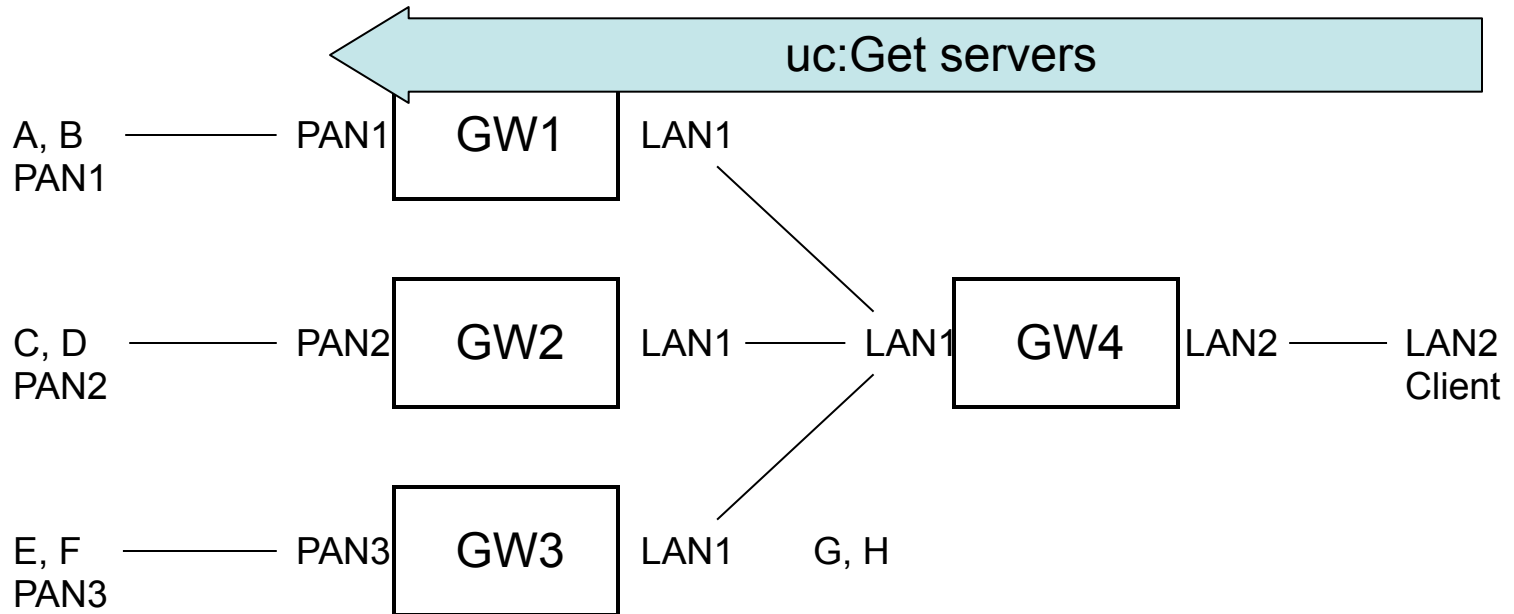 uc:Get servers
A, B PAN1 GW1 LAN1
PAN1
C, D PAN2 GW2 LAN1 LAN1 GW4 LAN2 LAN2
PAN2 Client
E, F PAN3 GW3 LAN1 G, H
PAN3